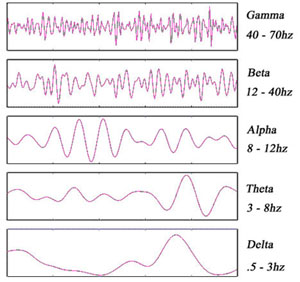 Gamma
40 - 70hz
Beta
12 - 40hz
Alpha
8 - 12hz
Theta
3 - 8hz
Delta
.5 - 3hz